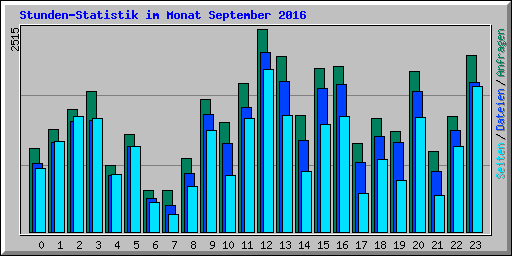 Stunden-Statistik im Monat September 2016
2515
Seiten / Dateien / Anfragen
0 1 2 3 4 5 6 7 8 9 10 11 12 13 14 15 16 17 18 19 20 21 22 23